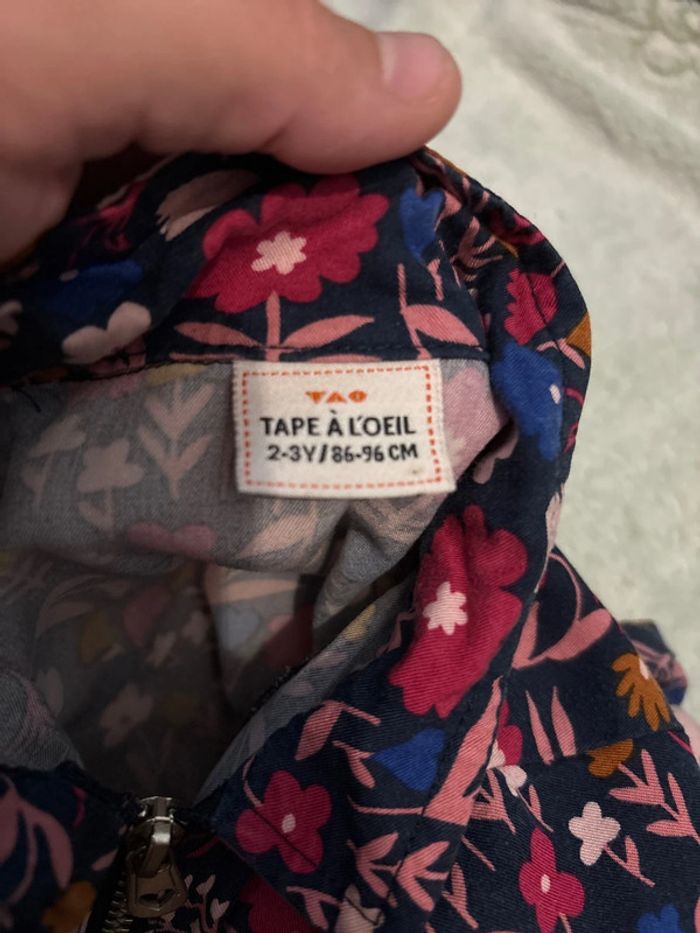 TAO
TAPE À L'OEIL
2-3Y/86-96 CM